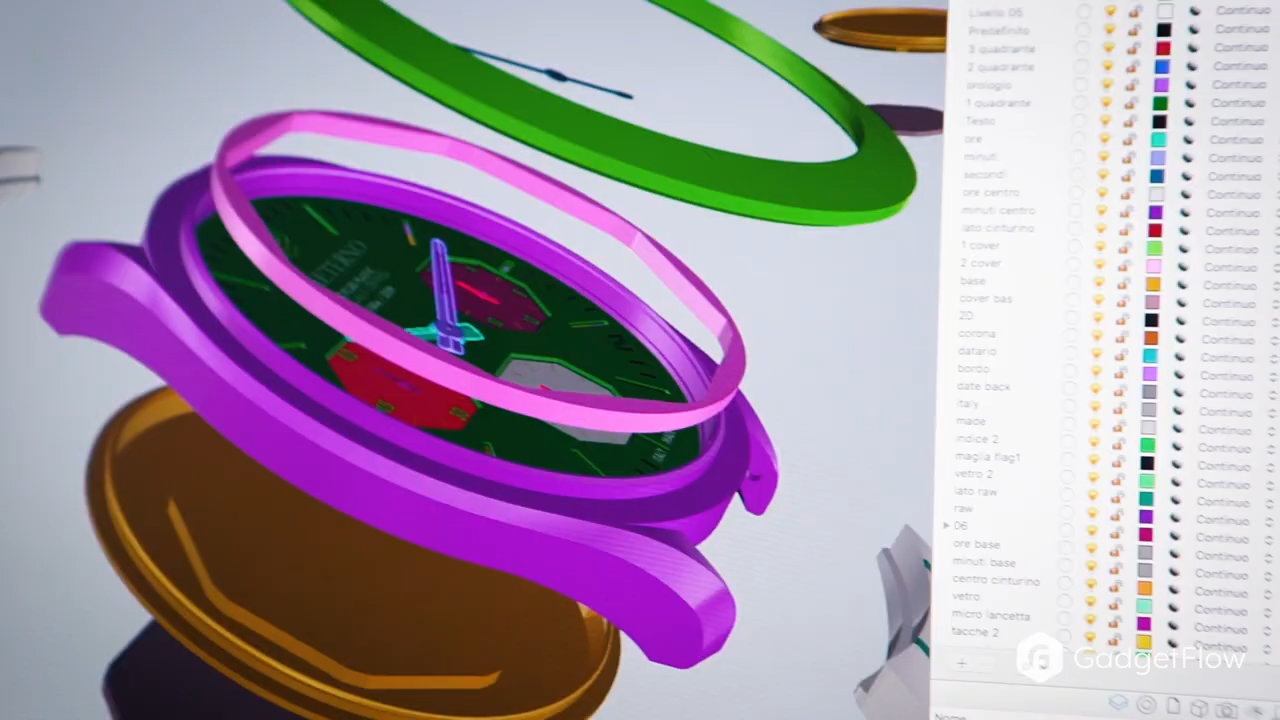 Livello 05 Continuo
Predefinito Continuo
3 quadrante Continuo
2 quadrante Continuo
orologio Continuo
1 quadrante Continuo
Testo Continuo
ore Continuo
minuti Continuo
secondi Continuo
ore centro Continuo
minuti centro Continuo
lato cinturino Continuo
1 cover Continuo
2 cover Continuo
base Continuo
cover bas Continuo
2D Continuo
corona Continuo
datario Continuo
bordo Continuo
date back Continuo
italy Continuo
made Continuo
indice 2 Continuo
maglia flag1 Continuo
vetro 2 Continuo
lato raw Continuo
raw Continuo
06
ore base Continuo
minuti base Continuo
centro cinturino Continuo
vetro Continuo
micro lancetta Continuo
tacche 2
GadgetFlow
Nome